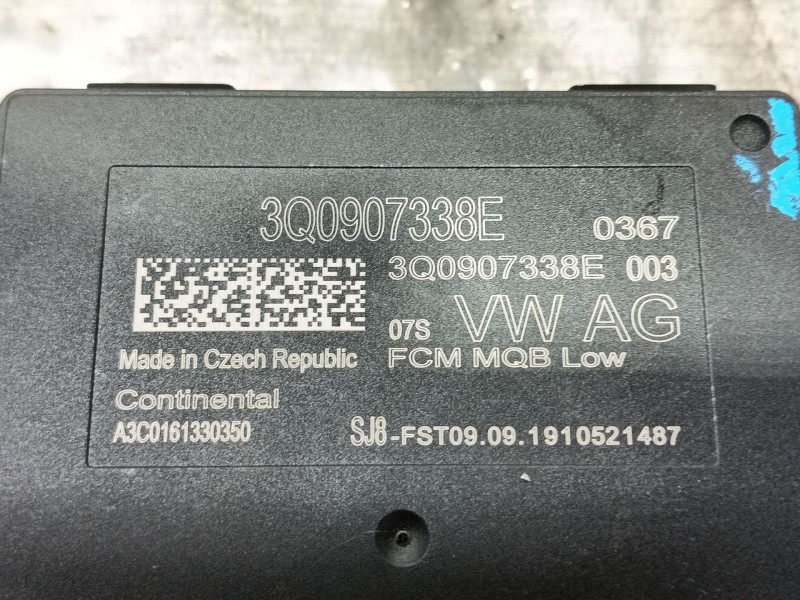 3Q0907338E
0367
3Q0907338E 003
07S VW AG
Made in Czech Republic
FCM MQB Low
Continental
A3C0161330350
SJ8-FST09.09.1910521487